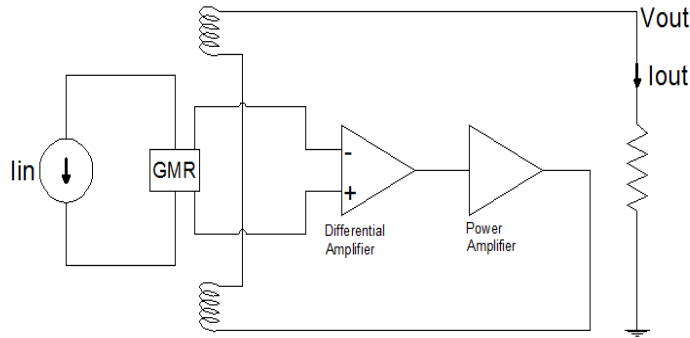 Vout
Iout
Iin
GMR
-
+
Differential
Amplifier
Power
Amplifier